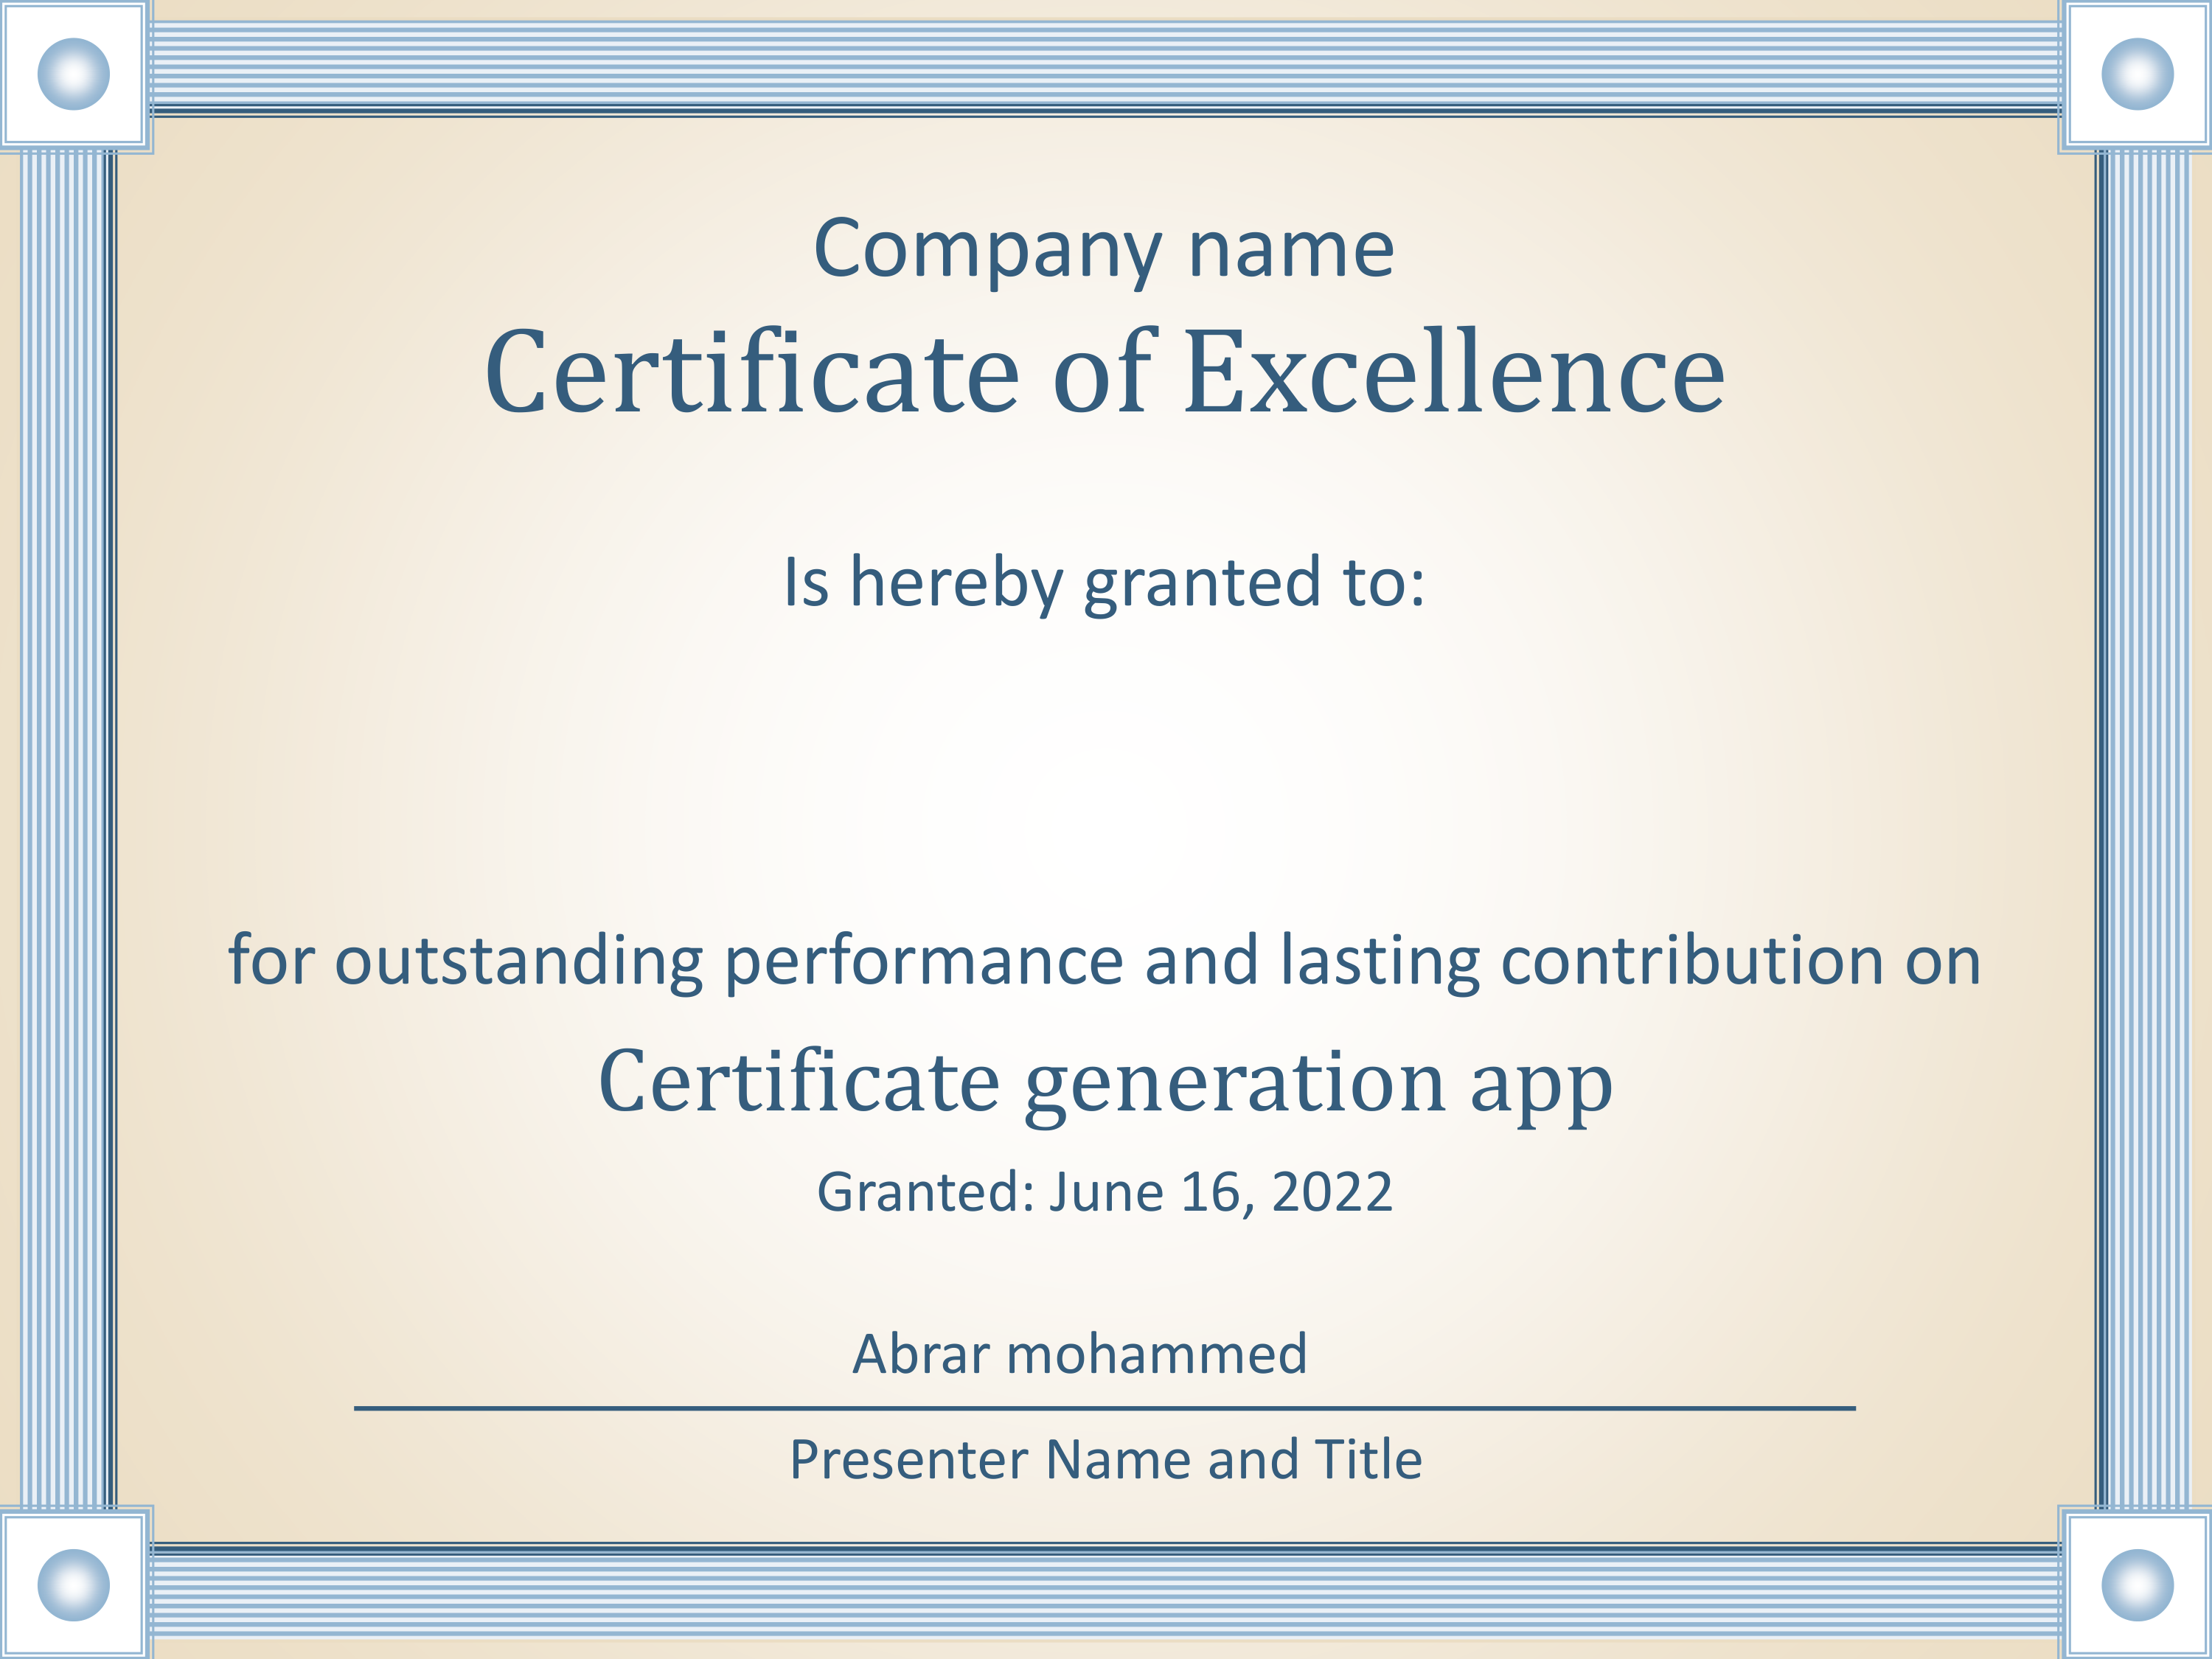 Company name
Certificate of Excellence
Is hereby granted to:
for outstanding performance and lasting contribution on
Certificate generation app
Granted: June 16, 2022
Abrar mohammed
Presenter Name and Title